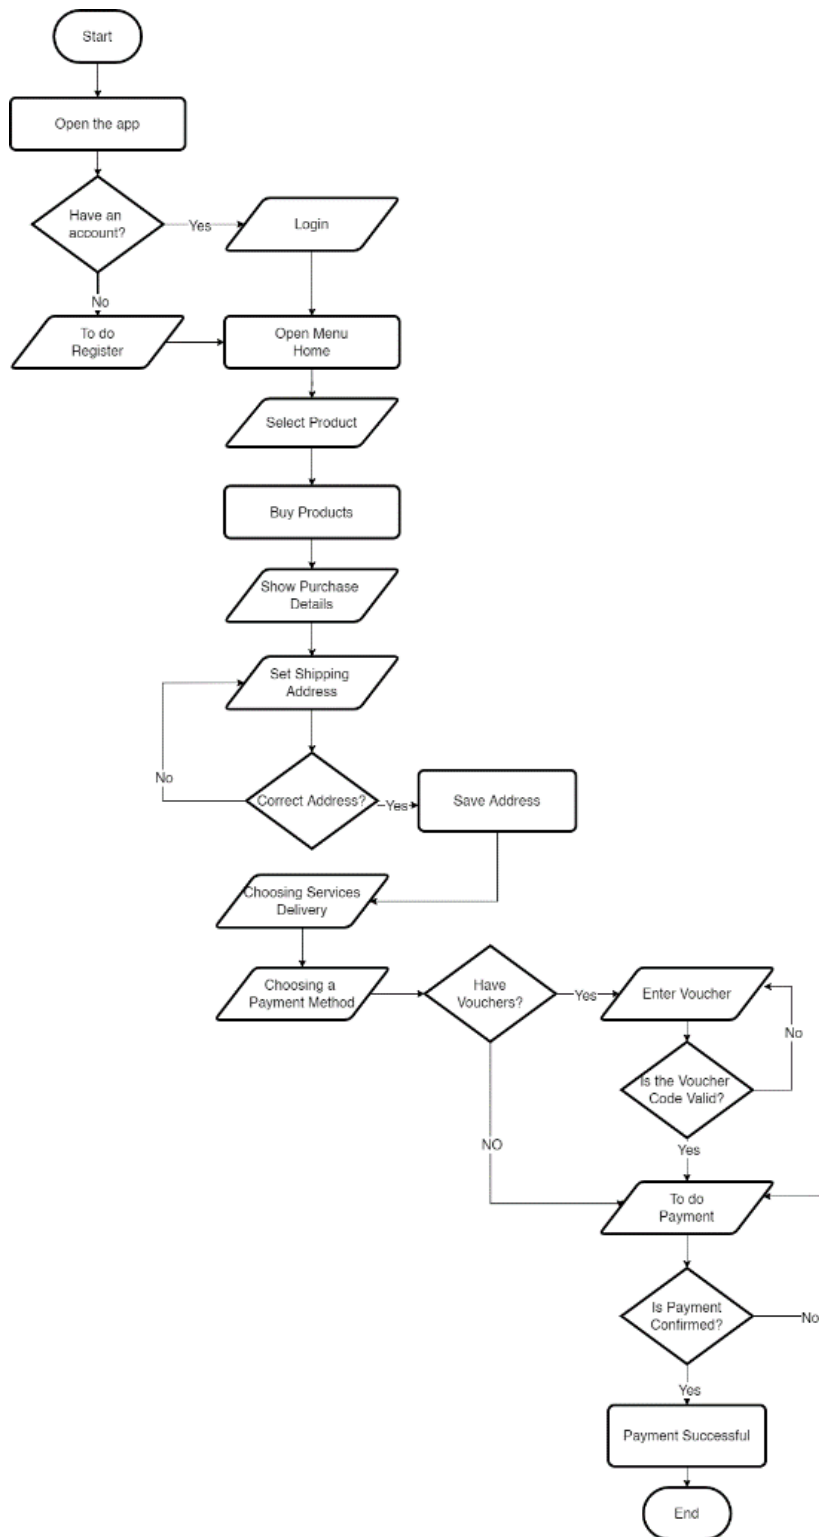 Start
Open the app
Have an
account?
Yes
Login
No
To do
Register
Open Menu
Home
Select Product
Buy Products
Show Purchase
Details
Set Shipping
Address
No
Correct Address?
Yes
Save Address
Choosing Services
Delivery
Choosing a
Payment Method
Have
Vouchers?
Yes
Enter Voucher
No
Is the Voucher
Code Valid?
NO
Yes
To do
Payment
Is Payment
Confirmed?
No
Yes
Payment Successful
End